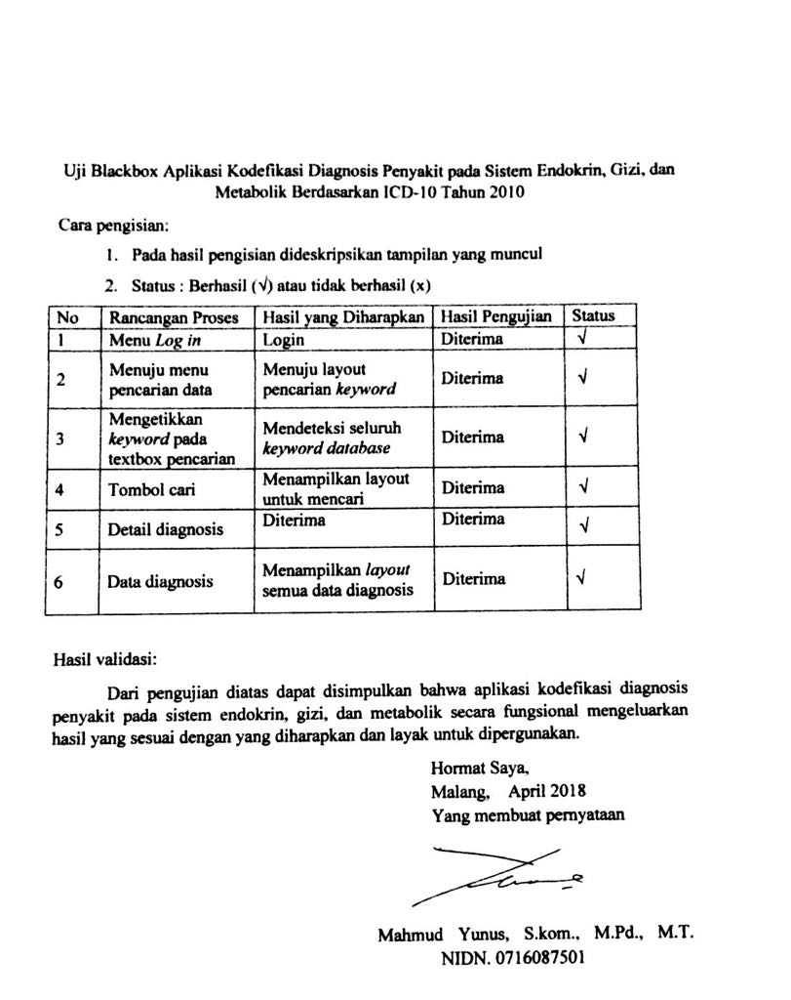 Uji Blackbox Aplikasi Kodefikasi Diagnosis Penyakit pada Sistem Endokrin, Gizi, dan
Metabolik Berdasarkan ICD-10 Tahun 2010
Cara pengisian:
1. Pada hasil pengisian dideskripsikan tampilan yang muncul
2. Status : Berhasil (√) atau tidak berhasil (x)
No Rancangan Proses Hasil yang Diharapkan Hasil Pengujian Status
1 Menu Log in Login Diterima √
2 Menuju menu pencarian data Menuju layout pencarian keyword Diterima √
3 Mengetikkan keyword pada textbox pencarian Mendeteksi seluruh keyword database Diterima √
4 Tombol cari Menampilkan layout untuk mencari Diterima √
5 Detail diagnosis Diterima Diterima √
6 Data diagnosis Menampilkan layout semua data diagnosis Diterima √
Hasil validasi:
Dari pengujian diatas dapat disimpulkan bahwa aplikasi kodefikasi diagnosis
penyakit pada sistem endokrin, gizi, dan metabolik secara fungsional mengeluarkan
hasil yang sesuai dengan yang diharapkan dan layak untuk dipergunakan.
Hormat Saya,
Malang, April 2018
Yang membuat pernyataan
Mahmud Yunus, S.kom., M.Pd., M.T.
NIDN. 0716087501